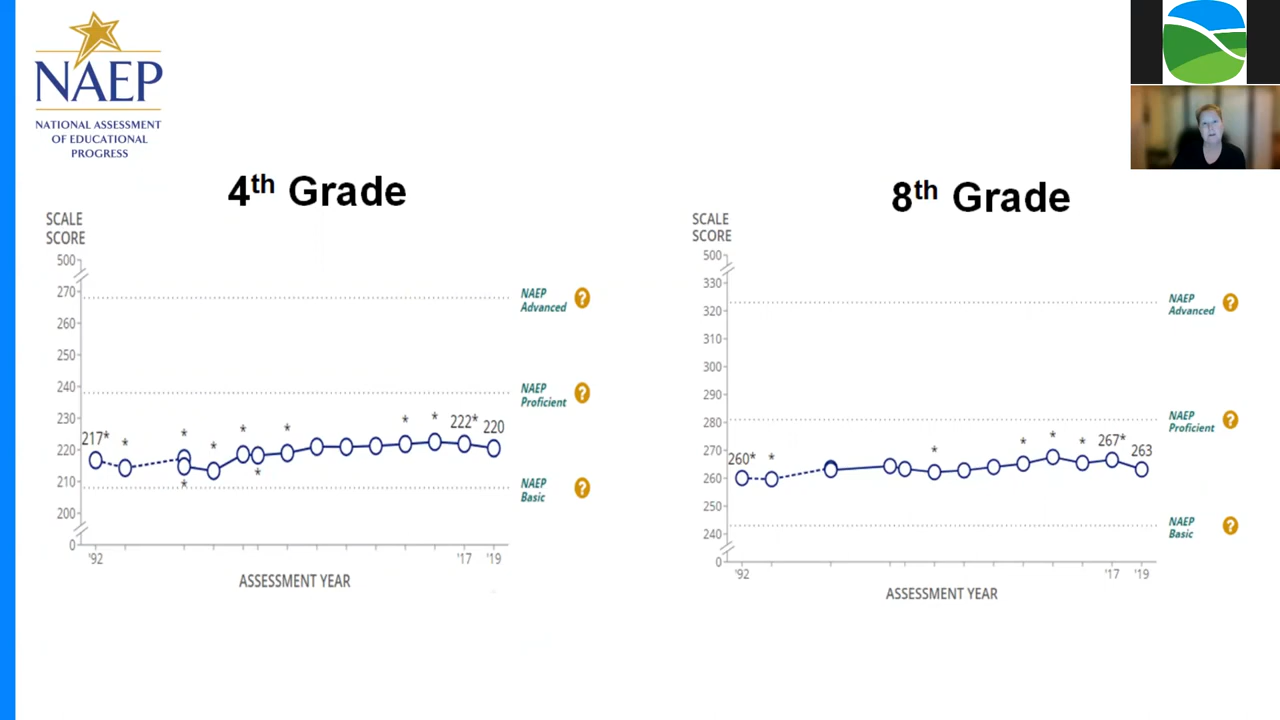 NAEP
NATIONAL ASSESSMENT
OF EDUCATIONAL
PROGRESS
4th Grade
SCALE
SCORE
500
270
260
250
240
230
220
210
200
0
217*
*
*
*
*
*
*
*
*
*
*
222*
220
NAEP
Advanced
?
NAEP
Proficient
?
NAEP
Basic
?
'92
'17
'19
ASSESSMENT YEAR
8th Grade
SCALE
SCORE
500
330
320
310
300
290
280
270
260
250
240
0
260*
*
*
*
*
*
267*
263
NAEP
Advanced
?
NAEP
Proficient
?
NAEP
Basic
?
'92
'17
'19
ASSESSMENT YEAR